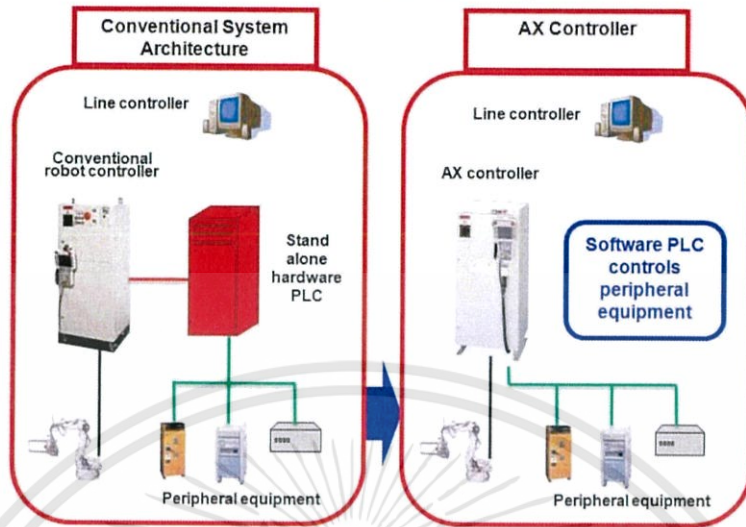 Conventional System
Architecture
Line controller
Conventional
robot controller
Stand
alone
hardware
PLC
Peripheral equipment
AX Controller
Line controller
AX controller
Software PLC
controls
peripheral
equipment
Peripheral equipment